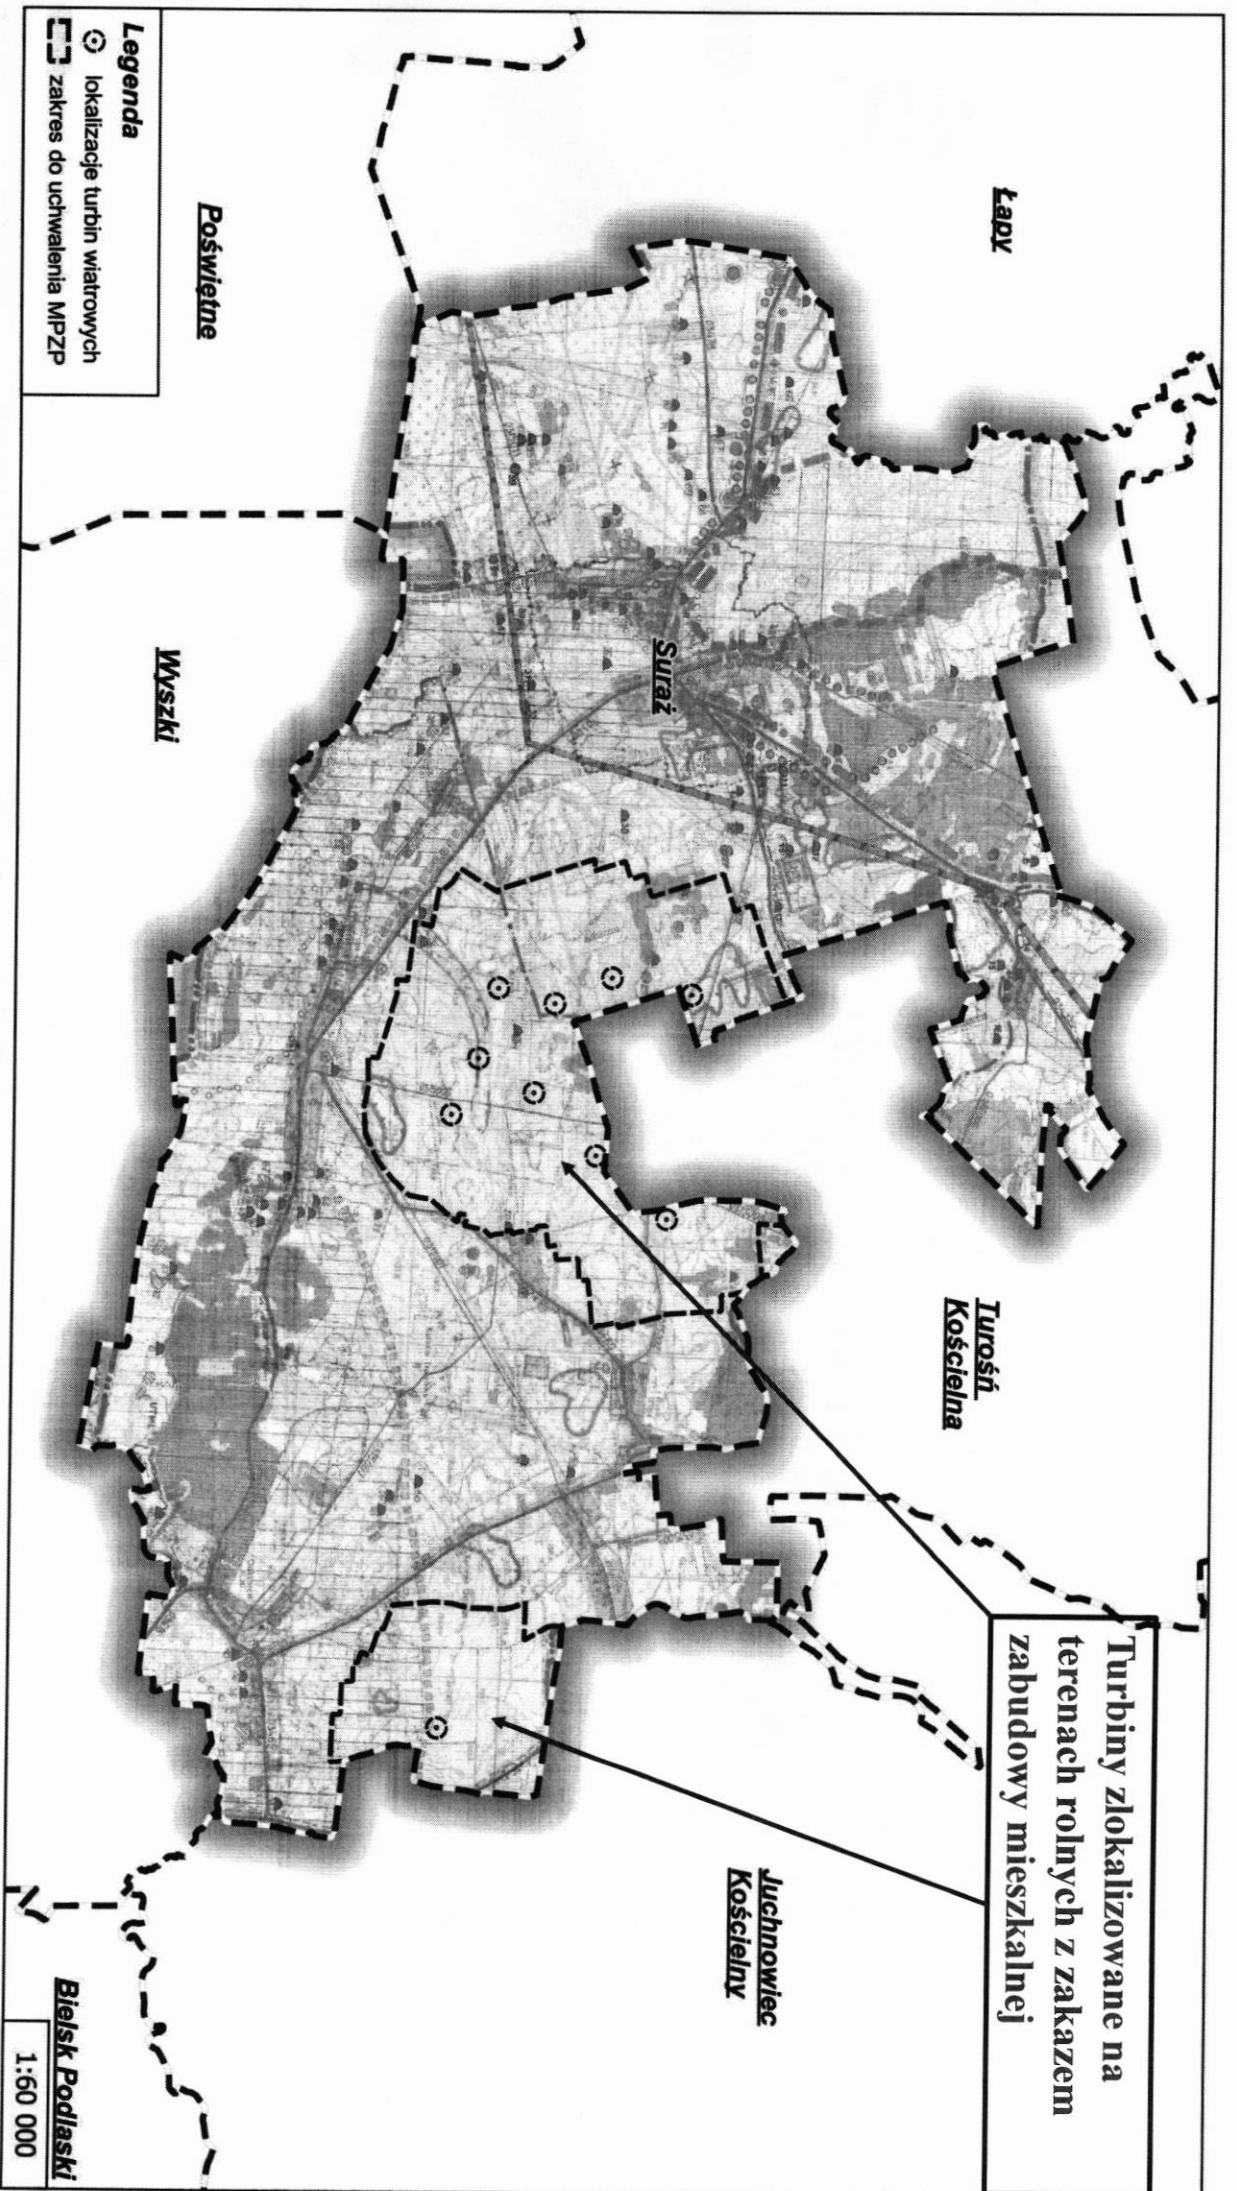 Turbiny zlokalizowane na
terenach rolnych z zakazem
zabudowy mieszkalnej
Łapy
Turośń
Kościelna
Juchnowiec
Kościelny
Suraż
Poświętne
Wyszki
Bielsk Podlaski
Legenda
lokalizacje turbin wiatrowych
zakres do uchwalenia MPZP
1:60 000